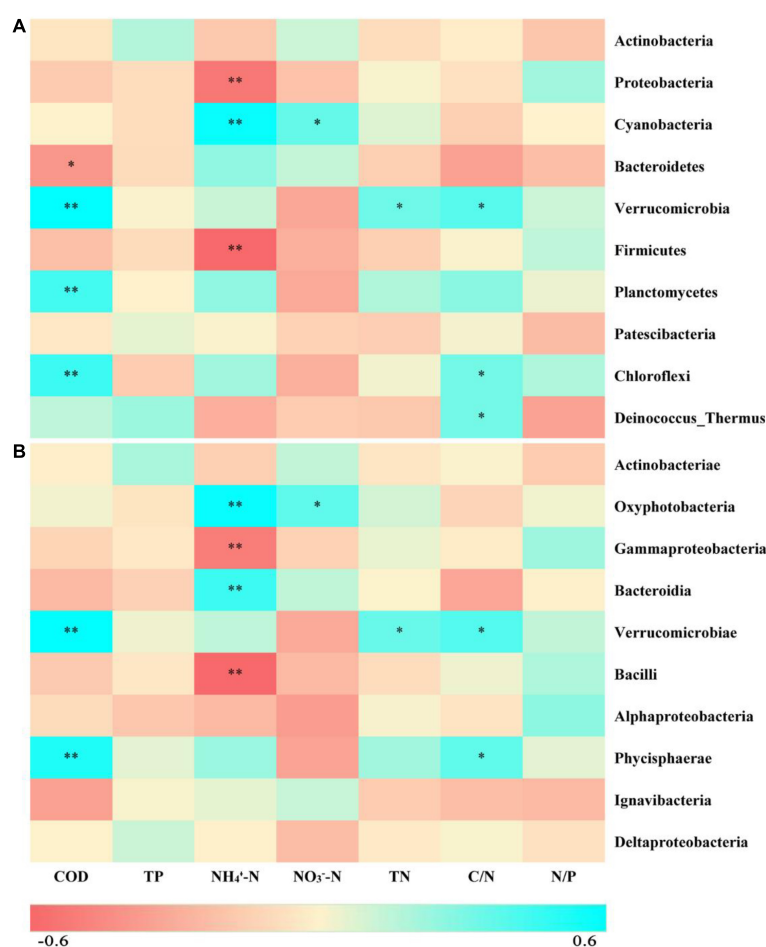 A
Actinobacteria
** Proteobacteria
** * Cyanobacteria
* Bacteroidetes
** * * Verrucomicrobia
** Firmicutes
** Planctomycetes
Patescibacteria
** * Chloroflexi
* Deinococcus_Thermus
B
Actinobacteriae
** * Oxyphotobacteria
** Gammaproteobacteria
** Bacteroidia
** * * Verrucomicrobiae
** Bacilli
Alphaproteobacteria
** * Phycisphaerae
Ignavibacteria
Deltaproteobacteria
COD TP NH₄⁺-N NO₃⁻-N TN C/N N/P
-0.6 0.6